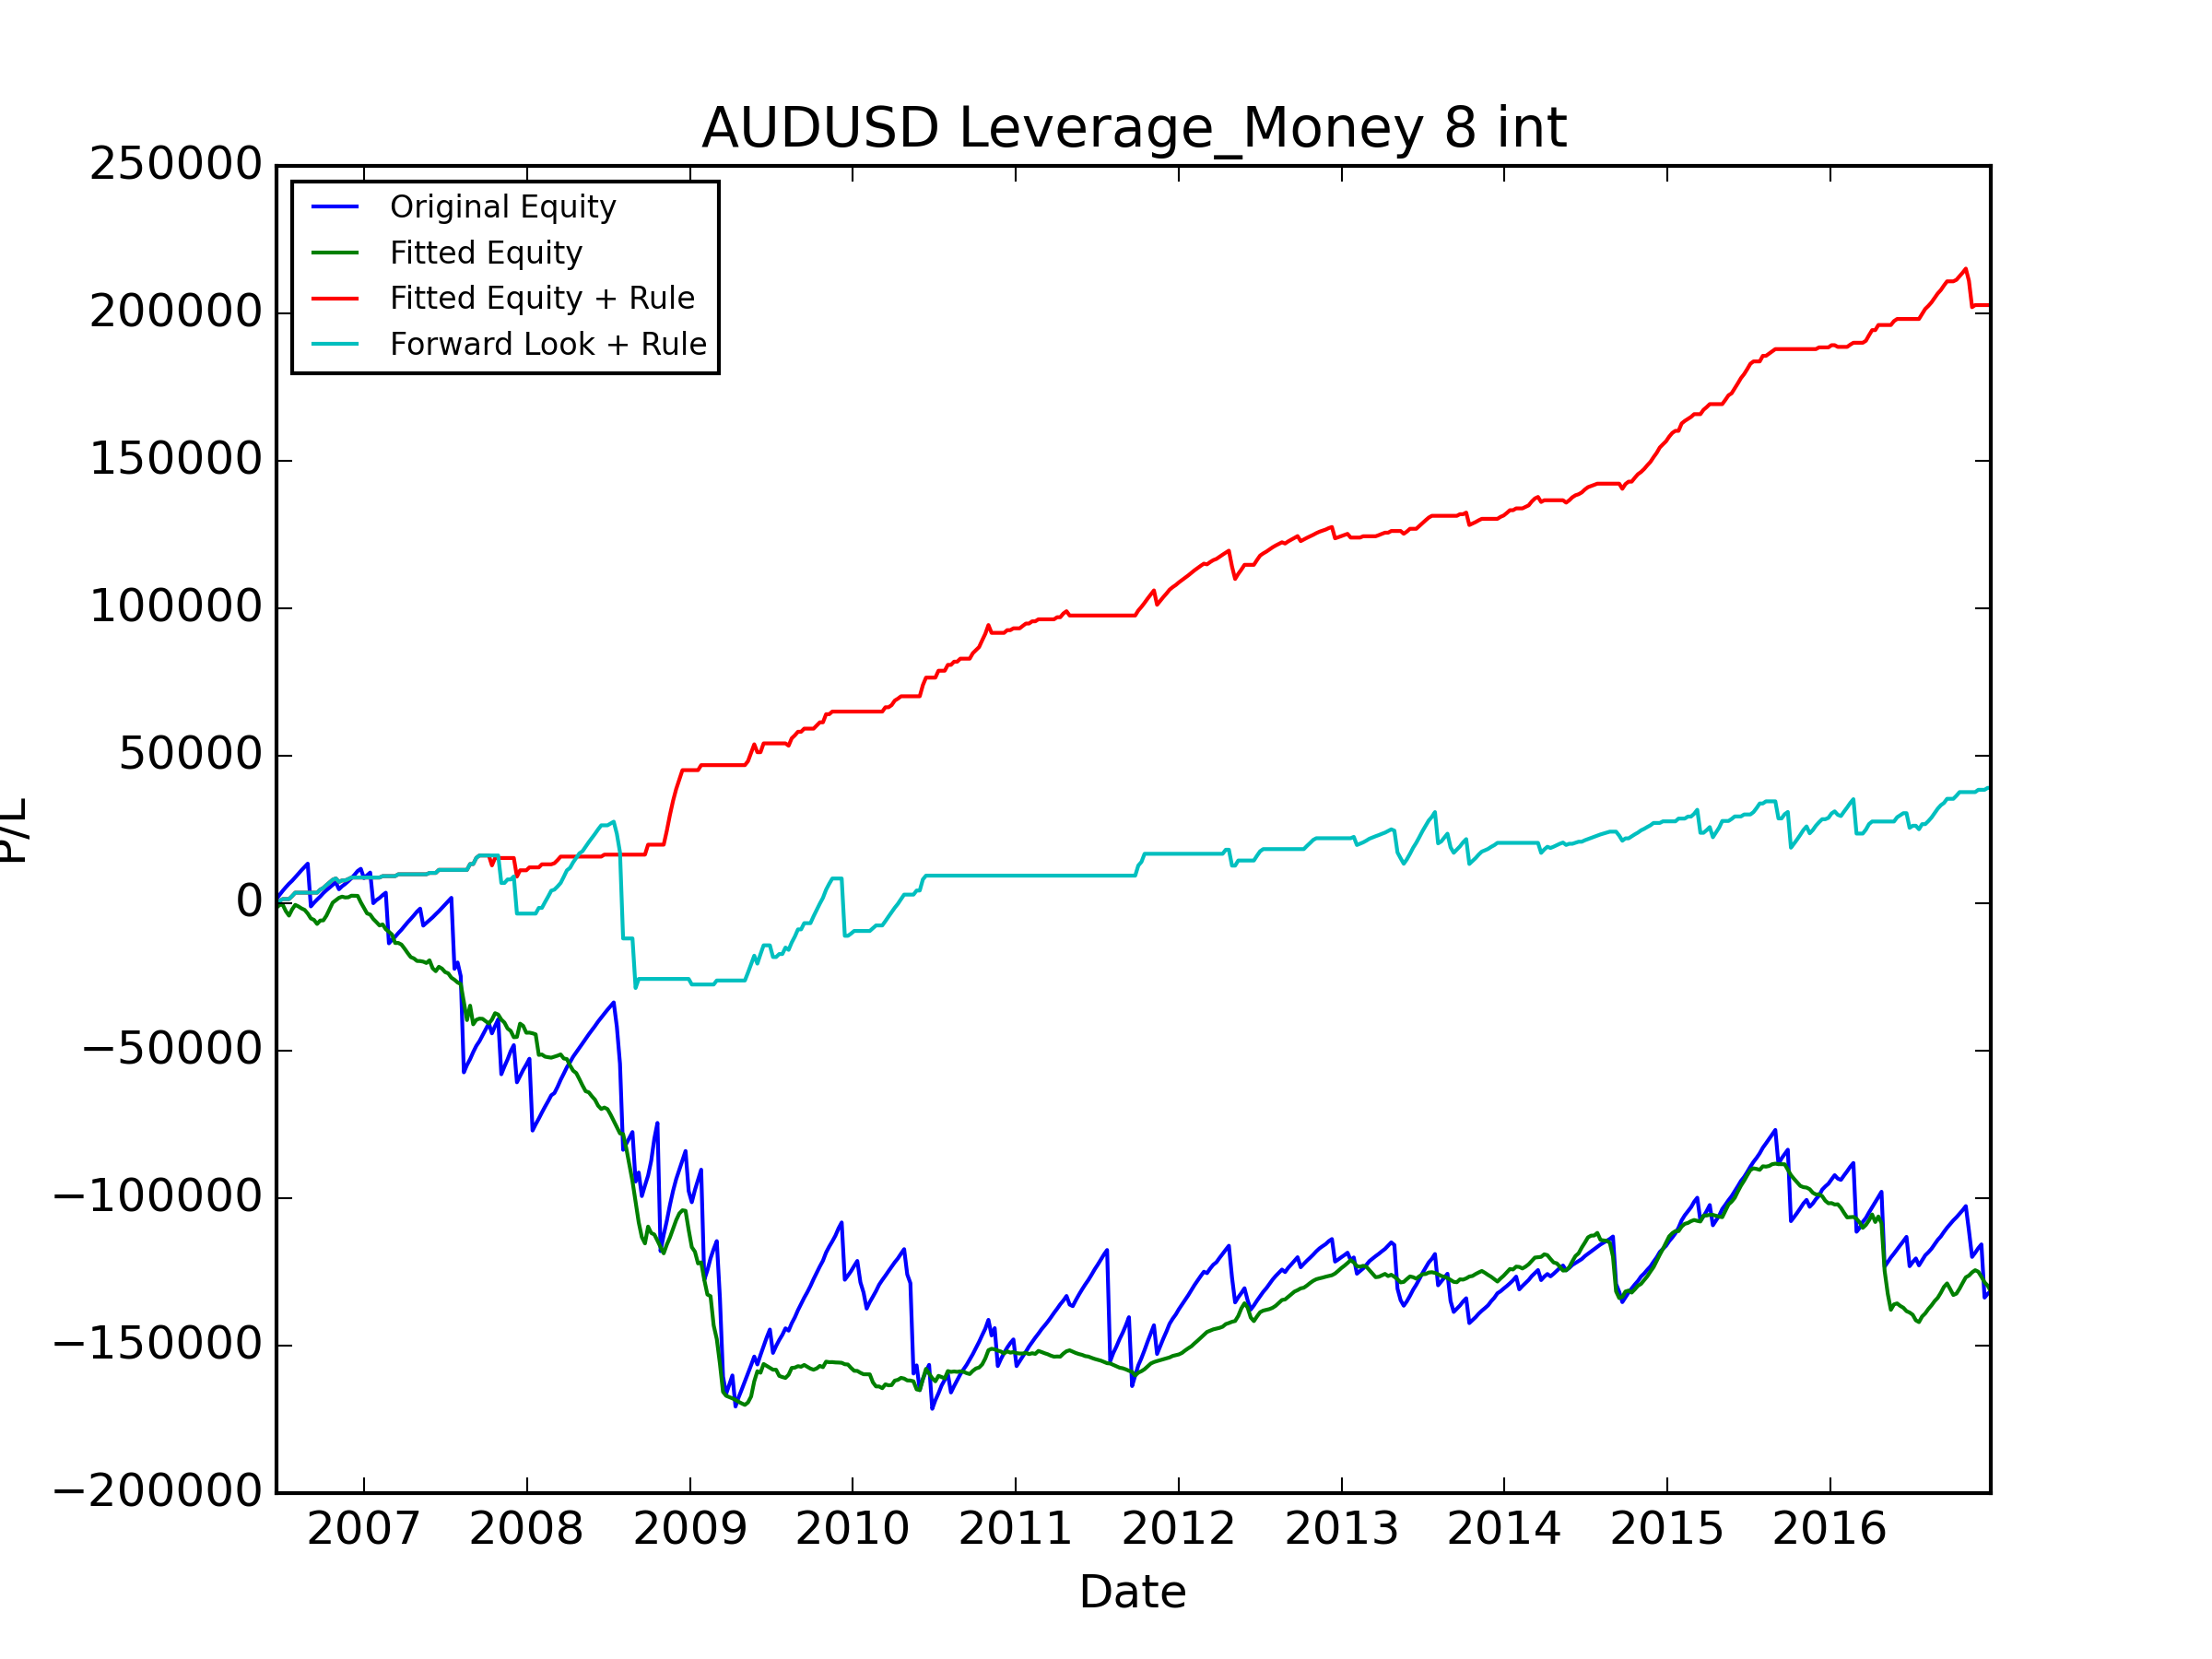 AUDUSD Leverage_Money 8 int
250000
200000
150000
100000
50000
0
−50000
−100000
−150000
−200000
P/L
Original Equity
Fitted Equity
Fitted Equity + Rule
Forward Look + Rule
2007 2008 2009 2010 2011 2012 2013 2014 2015 2016
Date